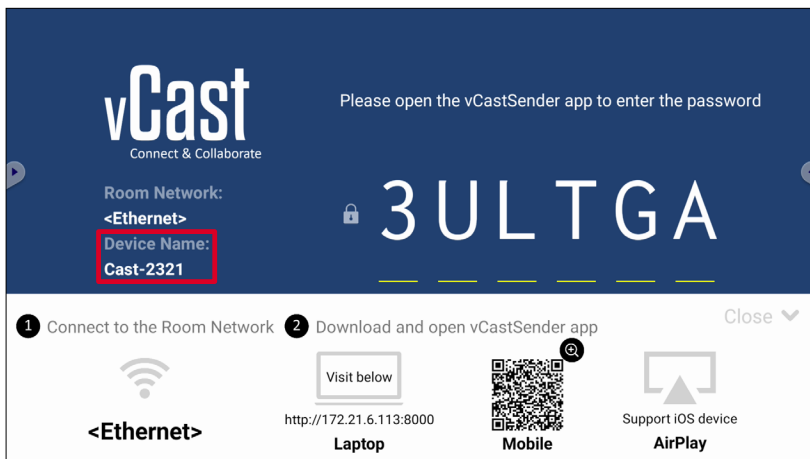 vCast
Connect & Collaborate
Please open the vCastSender app to enter the password
Room Network:
<Ethernet>
Device Name:
Cast-2321
3ULTGA
Close
1 Connect to the Room Network
2 Download and open vCastSender app
<Ethernet>
Visit below
http://172.21.6.113:8000
Laptop
Mobile
Support iOS device
AirPlay